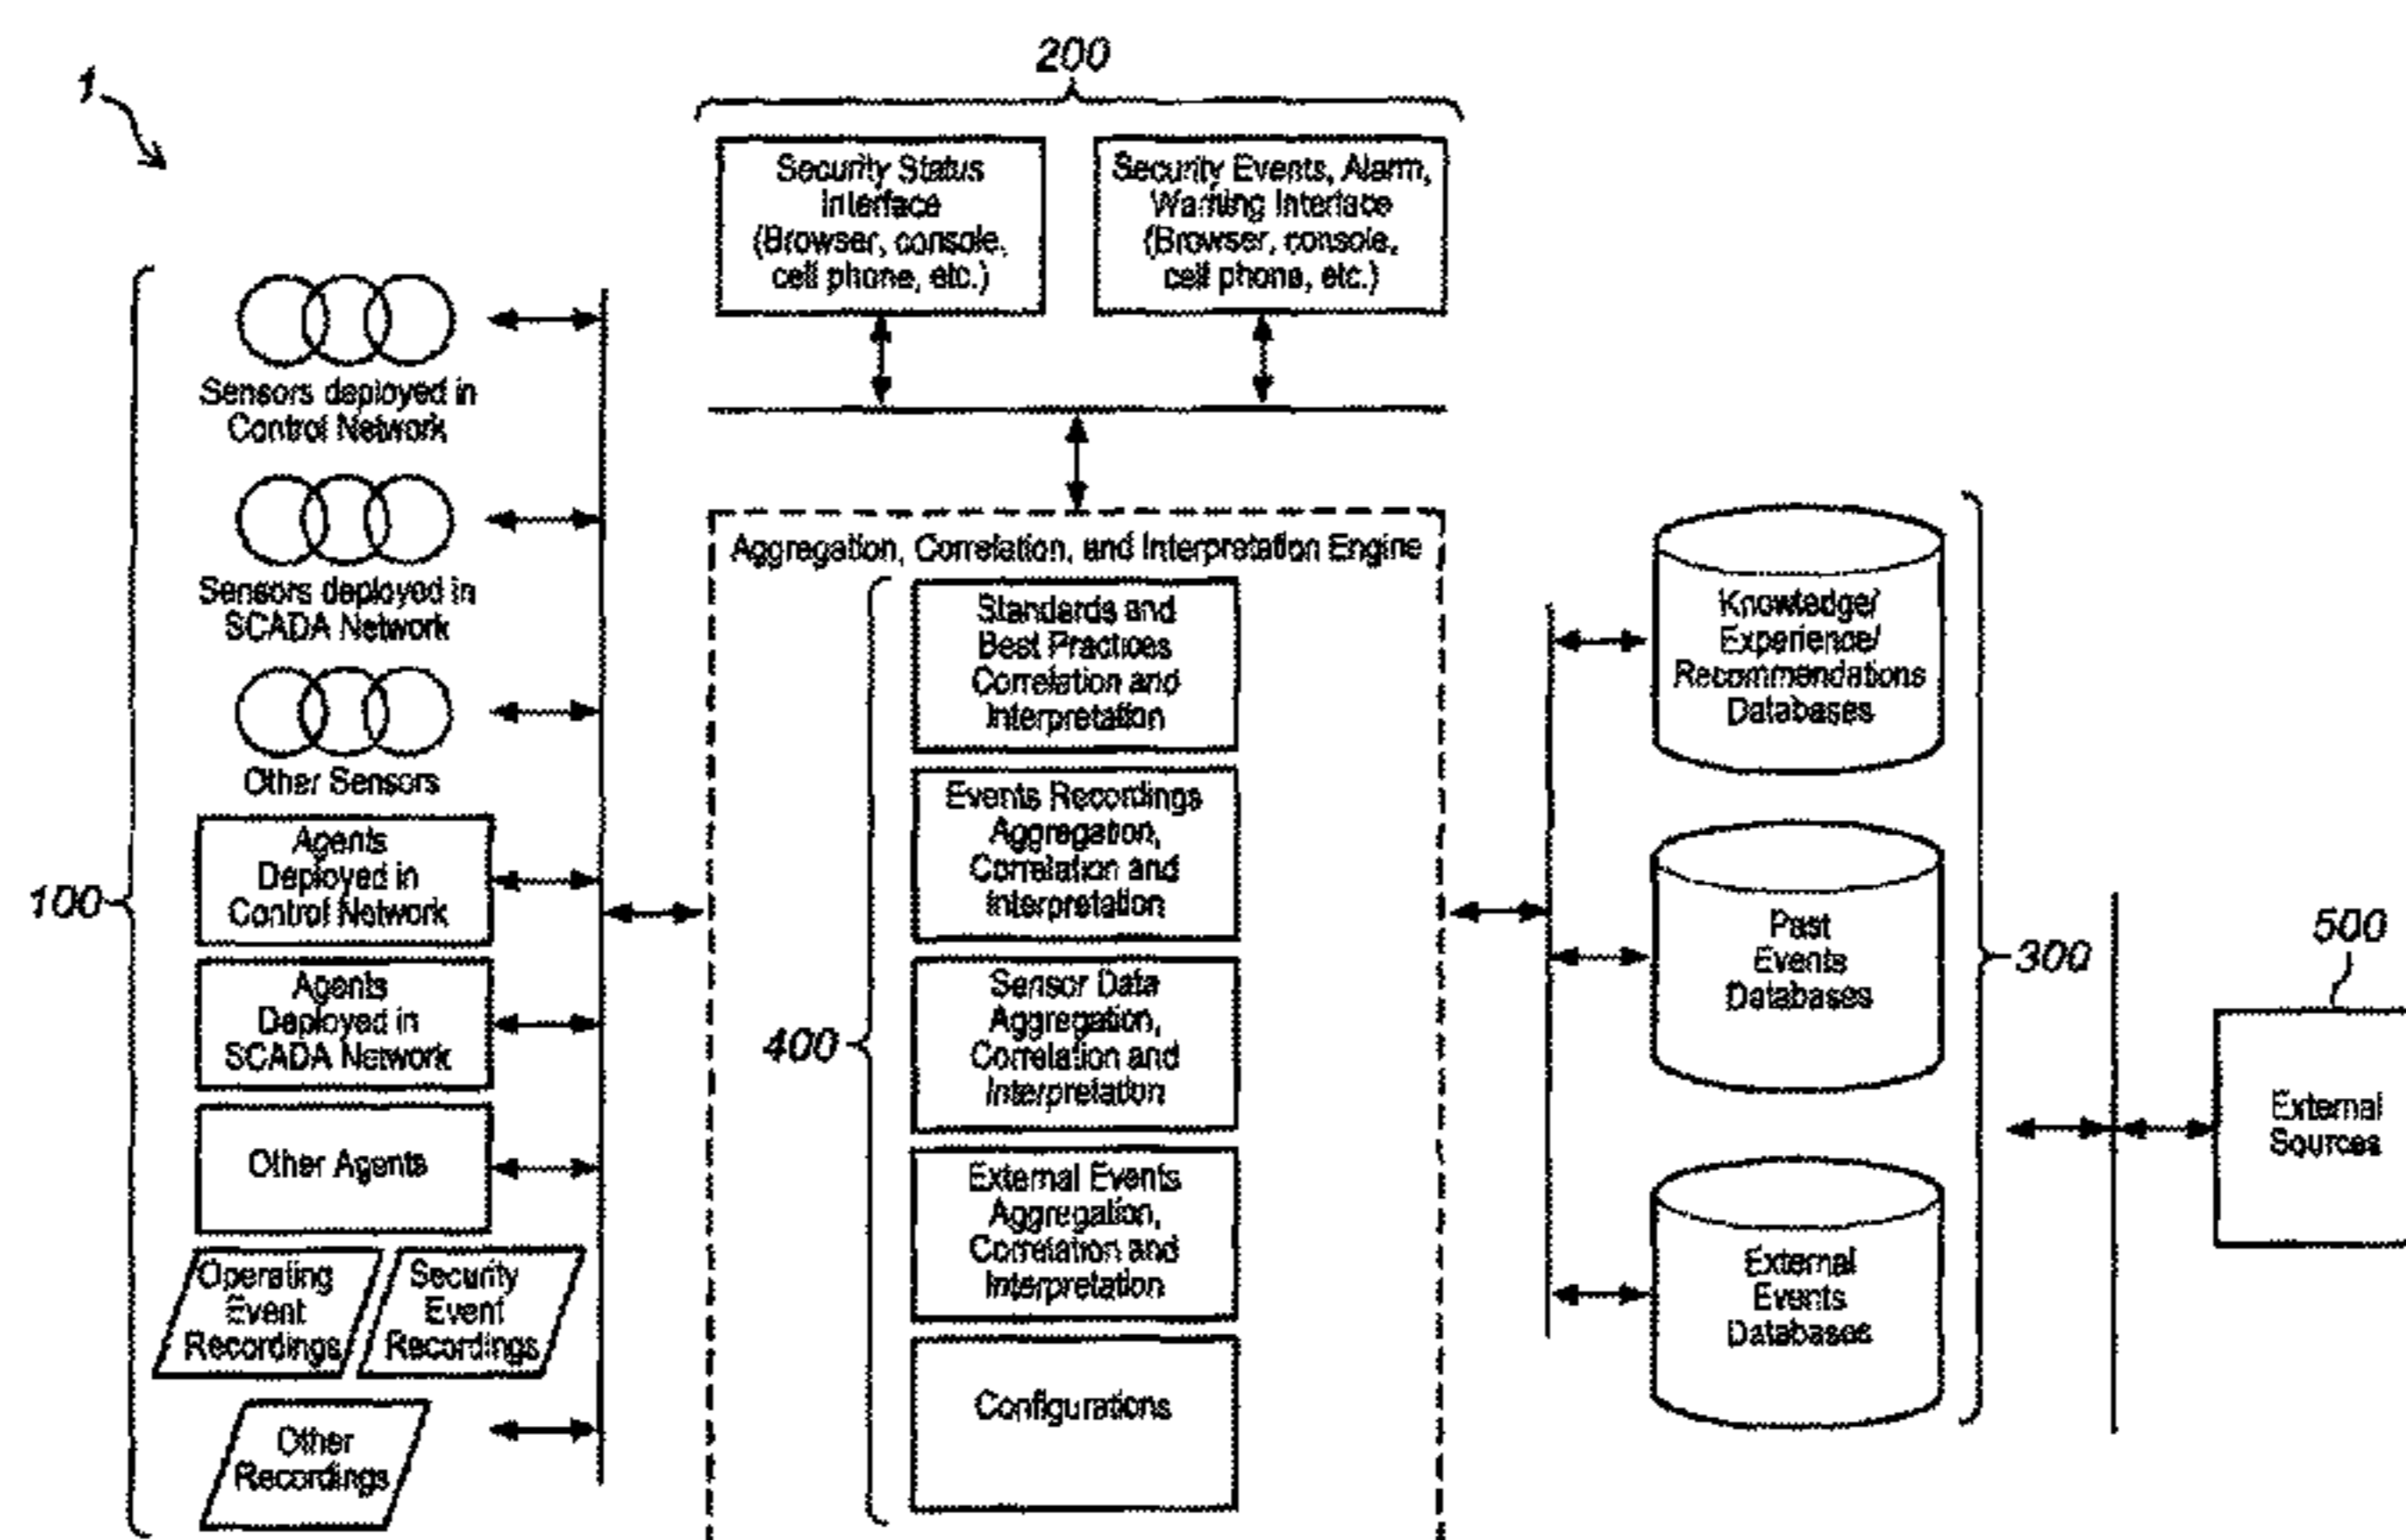 1
200
Security Status
Interface
(Browser, console,
cell phone, etc.)
Security Events, Alarm,
Warning Interface
(Browser, console,
cell phone, etc.)
100
Sensors deployed in
Control Network
Sensors deployed in
SCADA Network
Other Sensors
Agents
Deployed in
Control Network
Agents
Deployed in
SCADA Network
Other Agents
Operating
Event
Recordings
Security
Event
Recordings
Other
Recordings
Aggregation, Correlation, and Interpretation Engine
400
Standards and
Best Practices
Correlation and
Interpretation
Events Recordings
Aggregation,
Correlation and
Interpretation
Sensor Data
Aggregation,
Correlation and
Interpretation
External Events
Aggregation,
Correlation and
Interpretation
Configurations
Knowledge/
Experience/
Recommendations
Databases
Past
Events
Databases
External
Events
Databases
300
500
External
Sources